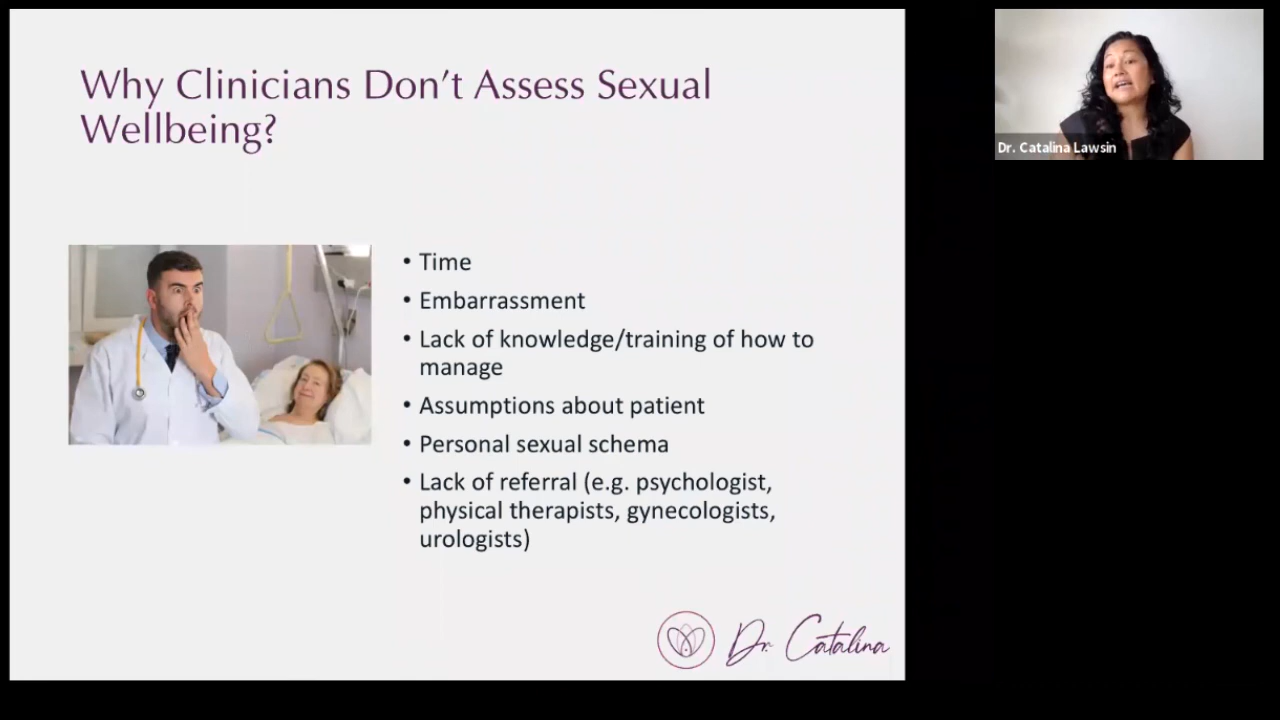 Why Clinicians Don't Assess Sexual
Wellbeing?
• Time
• Embarrassment
• Lack of knowledge/training of how to
manage
• Assumptions about patient
• Personal sexual schema
• Lack of referral (e.g. psychologist,
physical therapists, gynecologists,
urologists)
Dr. Catalina
Dr. Catalina Lawsin